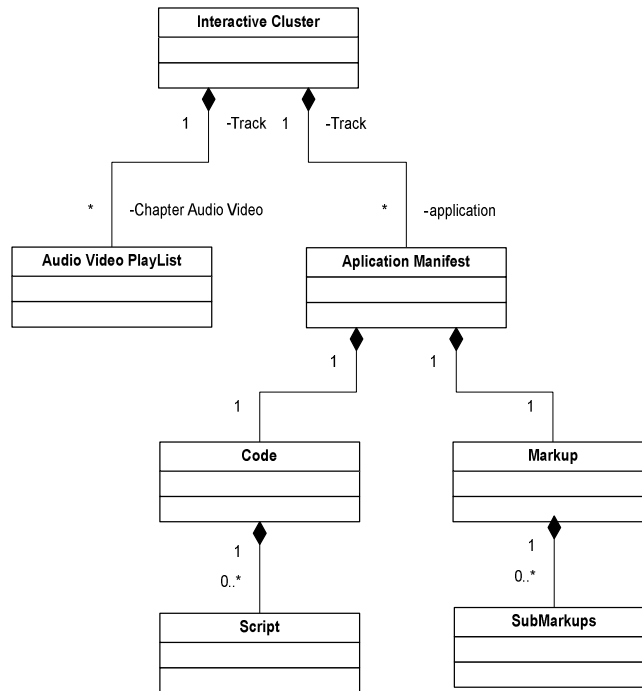 Interactive Cluster
1 -Track 1 -Track
* -Chapter Audio Video * -application
Audio Video PlayList Aplication Manifest
1 1
1 1
Code Markup
1 1
0..* 0..*
Script SubMarkups